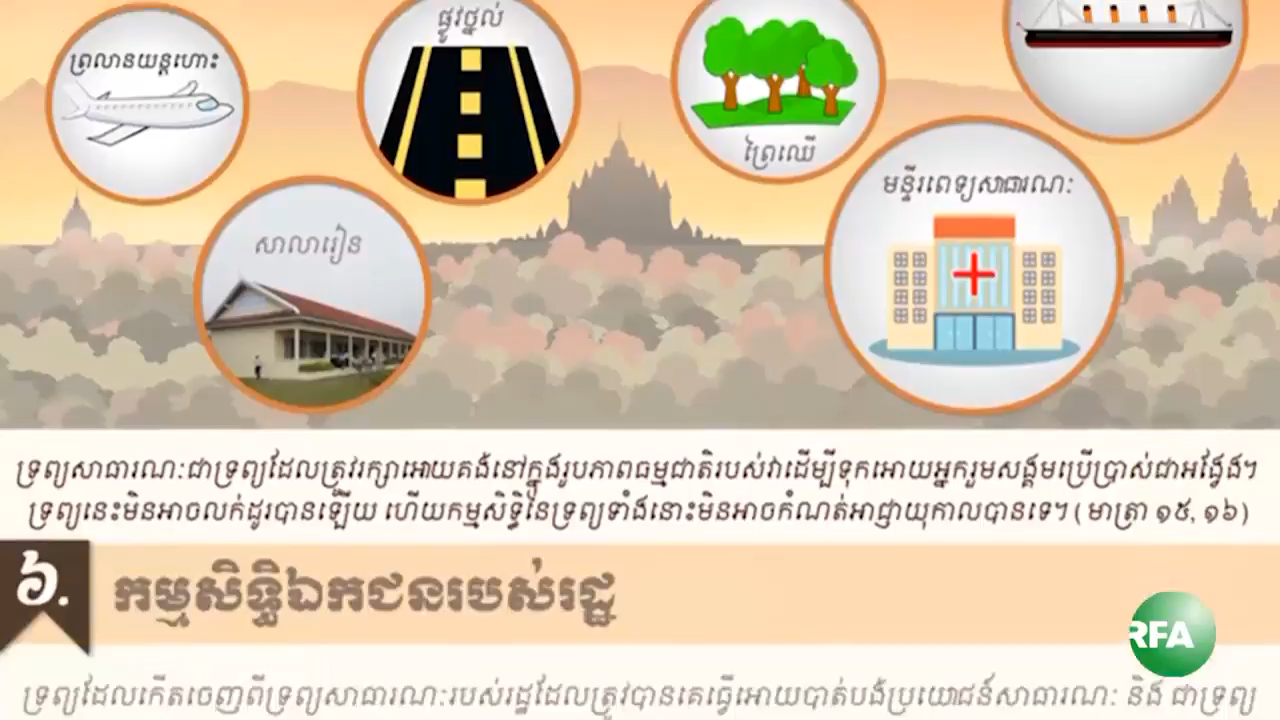 ផ្លូវថ្នល់
ព្រលានយន្តហោះ
ព្រៃឈើ
មន្ទីរពេទ្យសាធារណៈ
សាលារៀន
ទ្រព្យសាធារណៈជាទ្រព្យដែលត្រូវរក្សាអោយគង់នៅក្នុងរូបភាពធម្មជាតិរបស់វាដើម្បីទុកអោយអ្នករួមសង្គមប្រើប្រាស់ជាអង្វែង។
ទ្រព្យនេះមិនអាចលក់ដូរបានឡើយ ហើយកម្មសិទ្ធិនៃទ្រព្យទាំងនោះមិនអាចកំណត់អាជ្ញាយុកាលបានទេ។ ( មាត្រា ១៥, ១៦ )
៦. កម្មសិទ្ធិឯកជនរបស់រដ្ឋ
RFA
ទ្រព្យដែលកើតចេញពីទ្រព្យសាធារណៈរបស់រដ្ឋដែលត្រូវបានគេធ្វើអោយបាត់បង់ប្រយោជន៍សាធារណៈ និង ជាទ្រព្យ